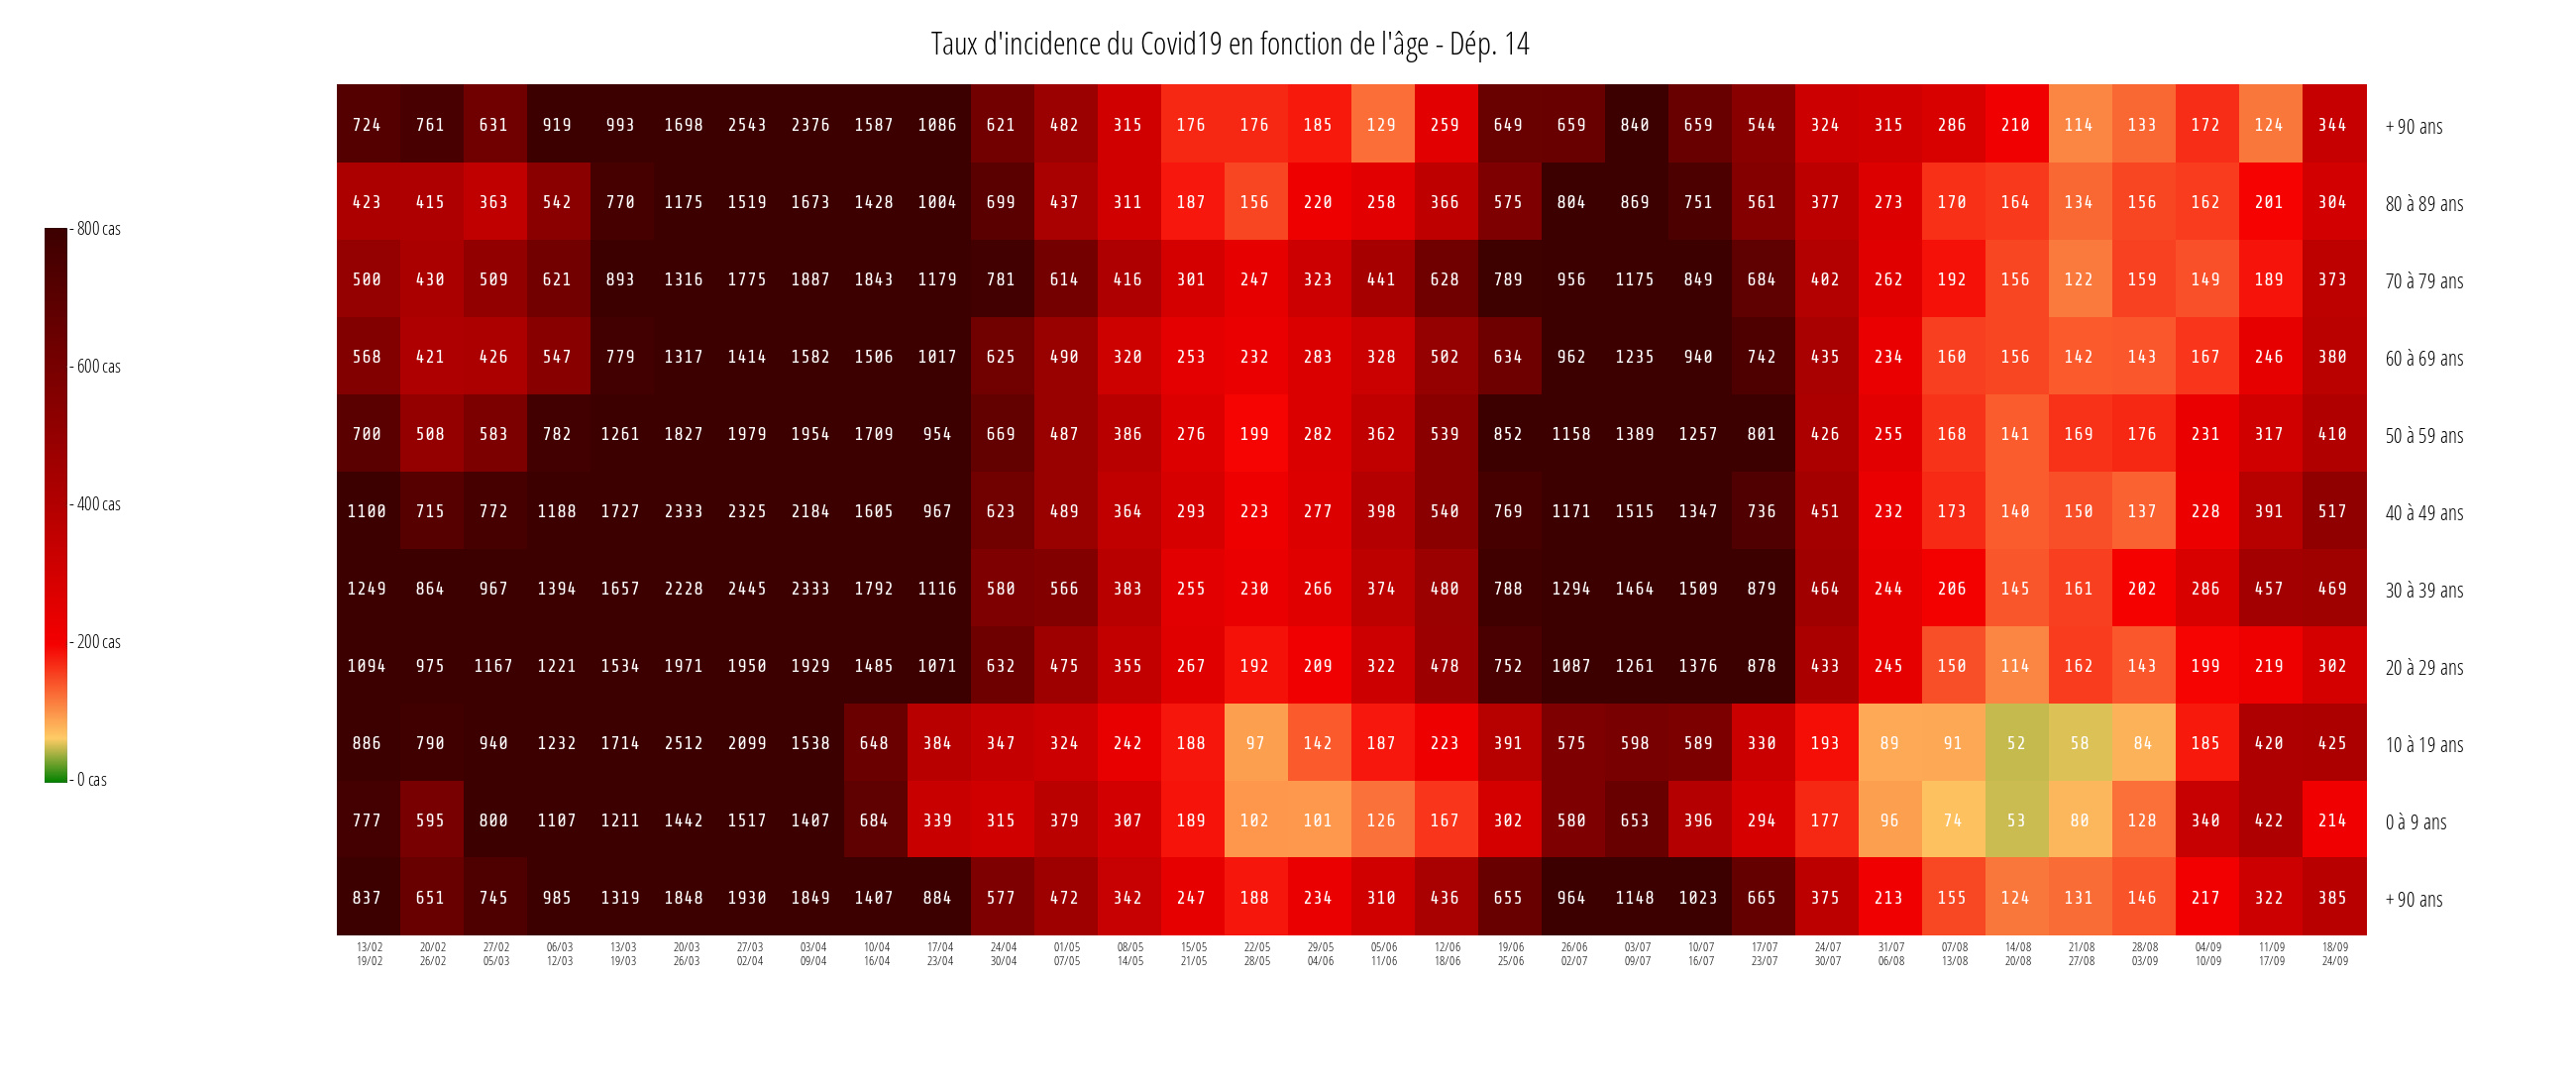 Taux d'incidence du Covid19 en fonction de l'âge - Dép. 14
- 800 cas
- 600 cas
- 400 cas
- 200 cas
- 0 cas
724 761 631 919 993 1698 2543 2376 1587 1086 621 482 315 176 176 185 129 259 649 659 840 659 544 324 315 286 210 114 133 172 124 344 + 90 ans
423 415 363 542 770 1175 1519 1673 1428 1004 699 437 311 187 156 220 258 366 575 804 869 751 561 377 273 170 164 134 156 162 201 304 80 à 89 ans
500 430 509 621 893 1316 1775 1887 1843 1179 781 614 416 301 247 323 441 628 789 956 1175 849 684 402 262 192 156 122 159 149 189 373 70 à 79 ans
568 421 426 547 779 1317 1414 1582 1506 1017 625 490 320 253 232 283 328 502 634 962 1235 940 742 435 234 160 156 142 143 167 246 380 60 à 69 ans
700 508 583 782 1261 1827 1979 1954 1709 954 669 487 386 276 199 282 362 539 852 1158 1389 1257 801 426 255 168 141 169 176 231 317 410 50 à 59 ans
1100 715 772 1188 1727 2333 2325 2184 1605 967 623 489 364 293 223 277 398 540 769 1171 1515 1347 736 451 232 173 140 150 137 228 391 517 40 à 49 ans
1249 864 967 1394 1657 2228 2445 2333 1792 1116 580 566 383 255 230 266 374 480 788 1294 1464 1509 879 464 244 206 145 161 202 286 457 469 30 à 39 ans
1094 975 1167 1221 1534 1971 1950 1929 1485 1071 632 475 355 267 192 209 322 478 752 1087 1261 1376 878 433 245 150 114 162 143 199 219 302 20 à 29 ans
886 790 940 1232 1714 2512 2099 1538 648 384 347 324 242 188 97 142 187 223 391 575 598 589 330 193 89 91 52 58 84 185 420 425 10 à 19 ans
777 595 800 1107 1211 1442 1517 1407 684 339 315 379 307 189 102 101 126 167 302 580 653 396 294 177 96 74 53 80 128 340 422 214 0 à 9 ans
837 651 745 985 1319 1848 1930 1849 1407 884 577 472 342 247 188 234 310 436 655 964 1148 1023 665 375 213 155 124 131 146 217 322 385 + 90 ans
13/02 20/02 27/02 06/03 13/03 20/03 27/03 03/04 10/04 17/04 24/04 01/05 08/05 15/05 22/05 29/05 05/06 12/06 19/06 26/06 03/07 10/07 17/07 24/07 31/07 07/08 14/08 21/08 28/08 04/09 11/09 18/09
19/02 26/02 05/03 12/03 19/03 26/03 02/04 09/04 16/04 23/04 30/04 07/05 14/05 21/05 28/05 04/06 11/06 18/06 25/06 02/07 09/07 16/07 23/07 30/07 06/08 13/08 20/08 27/08 03/09 10/09 17/09 24/09